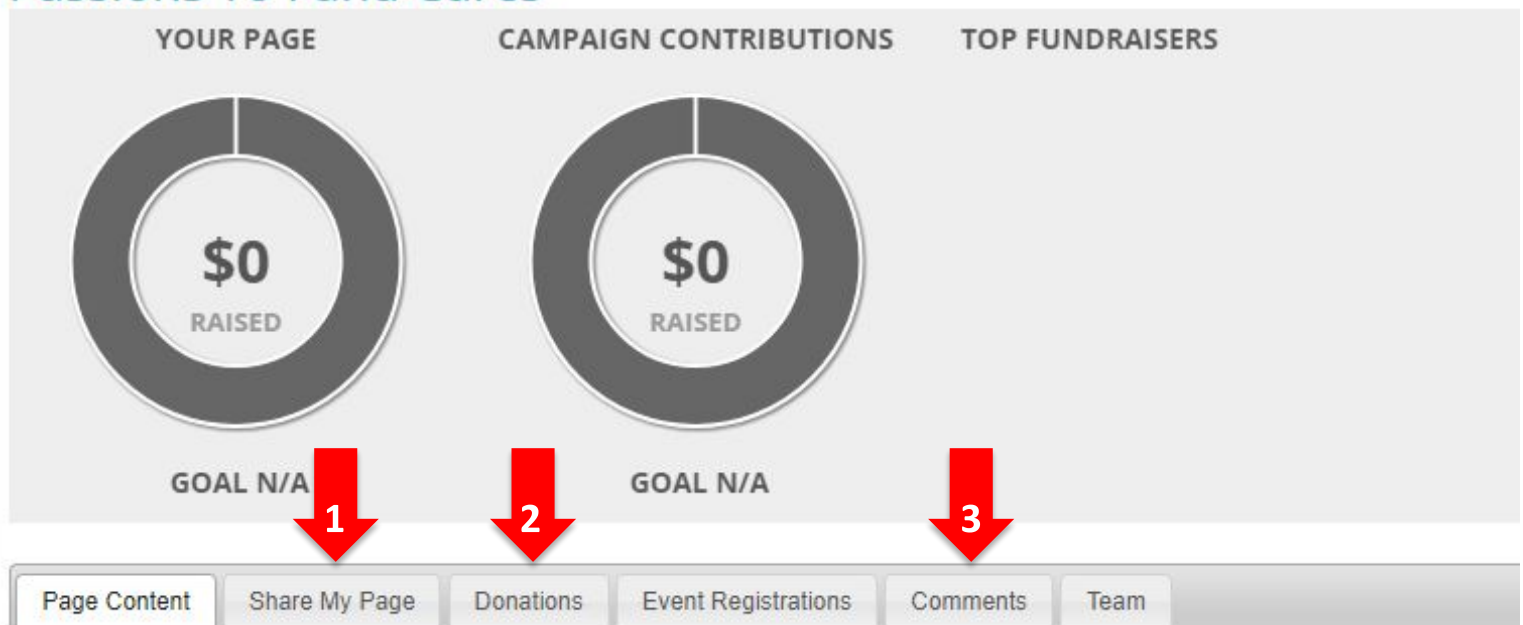 YOUR PAGE CAMPAIGN CONTRIBUTIONS TOP FUNDRAISERS
$0 $0
RAISED RAISED
GOAL N/A GOAL N/A
1 2 3
Page Content Share My Page Donations Event Registrations Comments Team